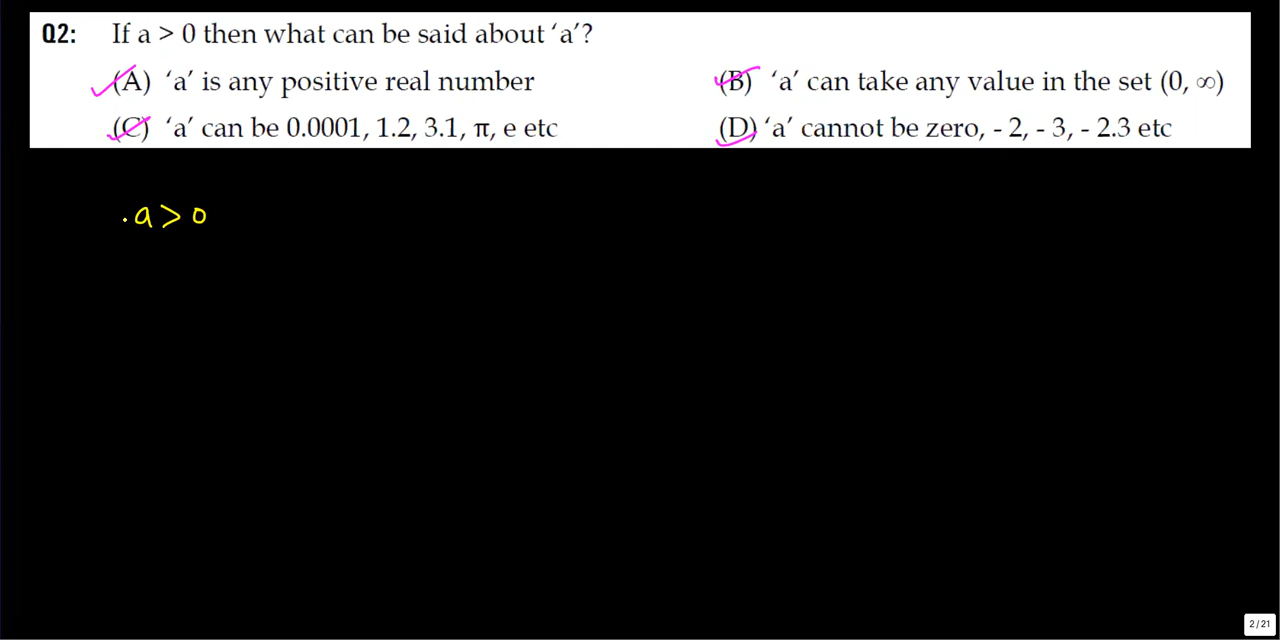 Q2: If a > 0 then what can be said about 'a'?
(A) 'a' is any positive real number (B) 'a' can take any value in the set (0, ∞)
(C) 'a' can be 0.0001, 1.2, 3.1, π, e etc (D) 'a' cannot be zero, - 2, - 3, - 2.3 etc
a > 0
2 / 21